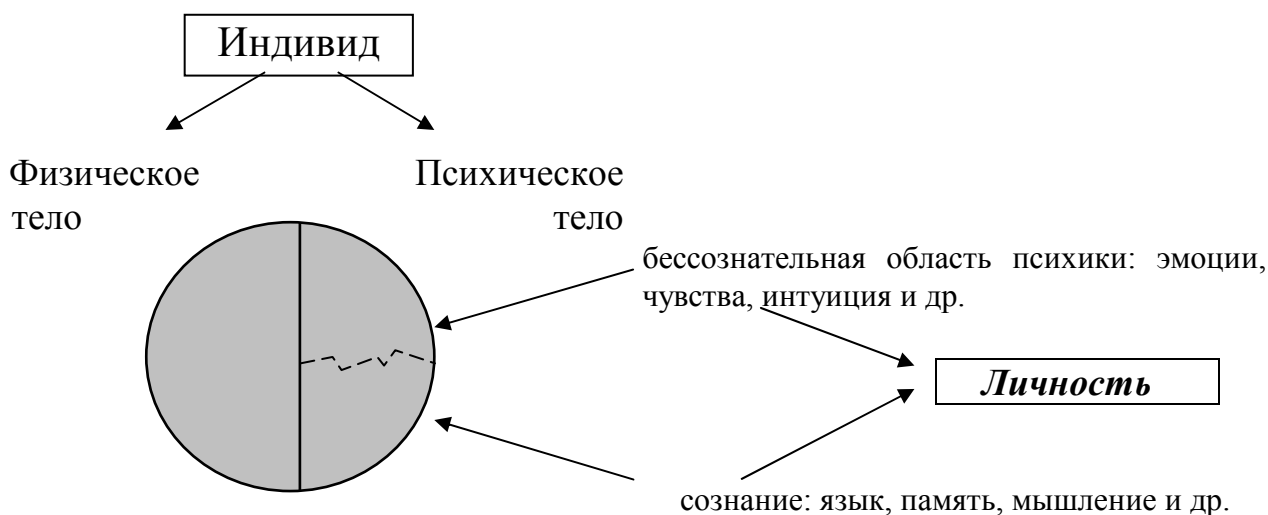 Индивид
Физическое
тело
Психическое
тело
бессознательная область психики: эмоции,
чувства, интуиция и др.
Личность
сознание: язык, память, мышление и др.